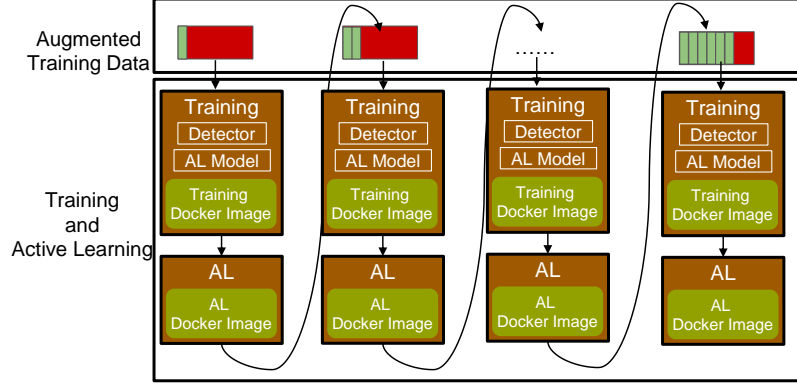 Augmented
Training Data
......
Training
and
Active Learning
Training
Detector
AL Model
Training
Docker Image
AL
AL
Docker Image
Training
Detector
AL Model
Training
Docker Image
AL
AL
Docker Image
Training
Detector
AL Model
Training
Docker Image
AL
AL
Docker Image
Training
Detector
AL Model
Training
Docker Image
AL
AL
Docker Image